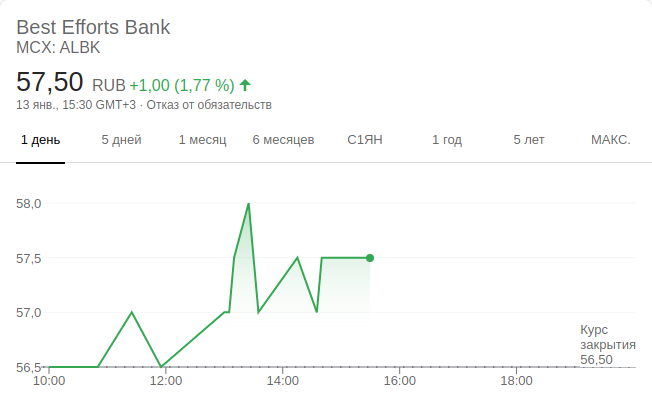 Best Efforts Bank
MCX: ALBK
57,50 RUB +1,00 (1,77 %)
13 янв., 15:30 GMT+3 · Отказ от обязательств
1 день 5 дней 1 месяц 6 месяцев С1ЯН 1 год 5 лет МАКС.
58,0
57,5
57,0
Курс
закрытия
56,50
56,5
10:00 12:00 14:00 16:00 18:00